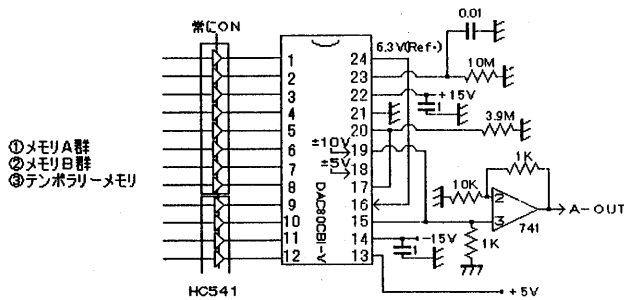 常にON
0.01
6.3V(Ref.)
10M
+15V
1
3.9M
±10V
±5V
1K
10K
2
3
741
A-OUT
1K
-15V
1
+5V
①メモリA群
②メモリB群
③テンポラリーメモリ
1
2
3
4
5
6
7
8
9
10
11
12
24
23
22
21
20
19
18
17
16
15
14
13
DAC80CBI-V
HC541